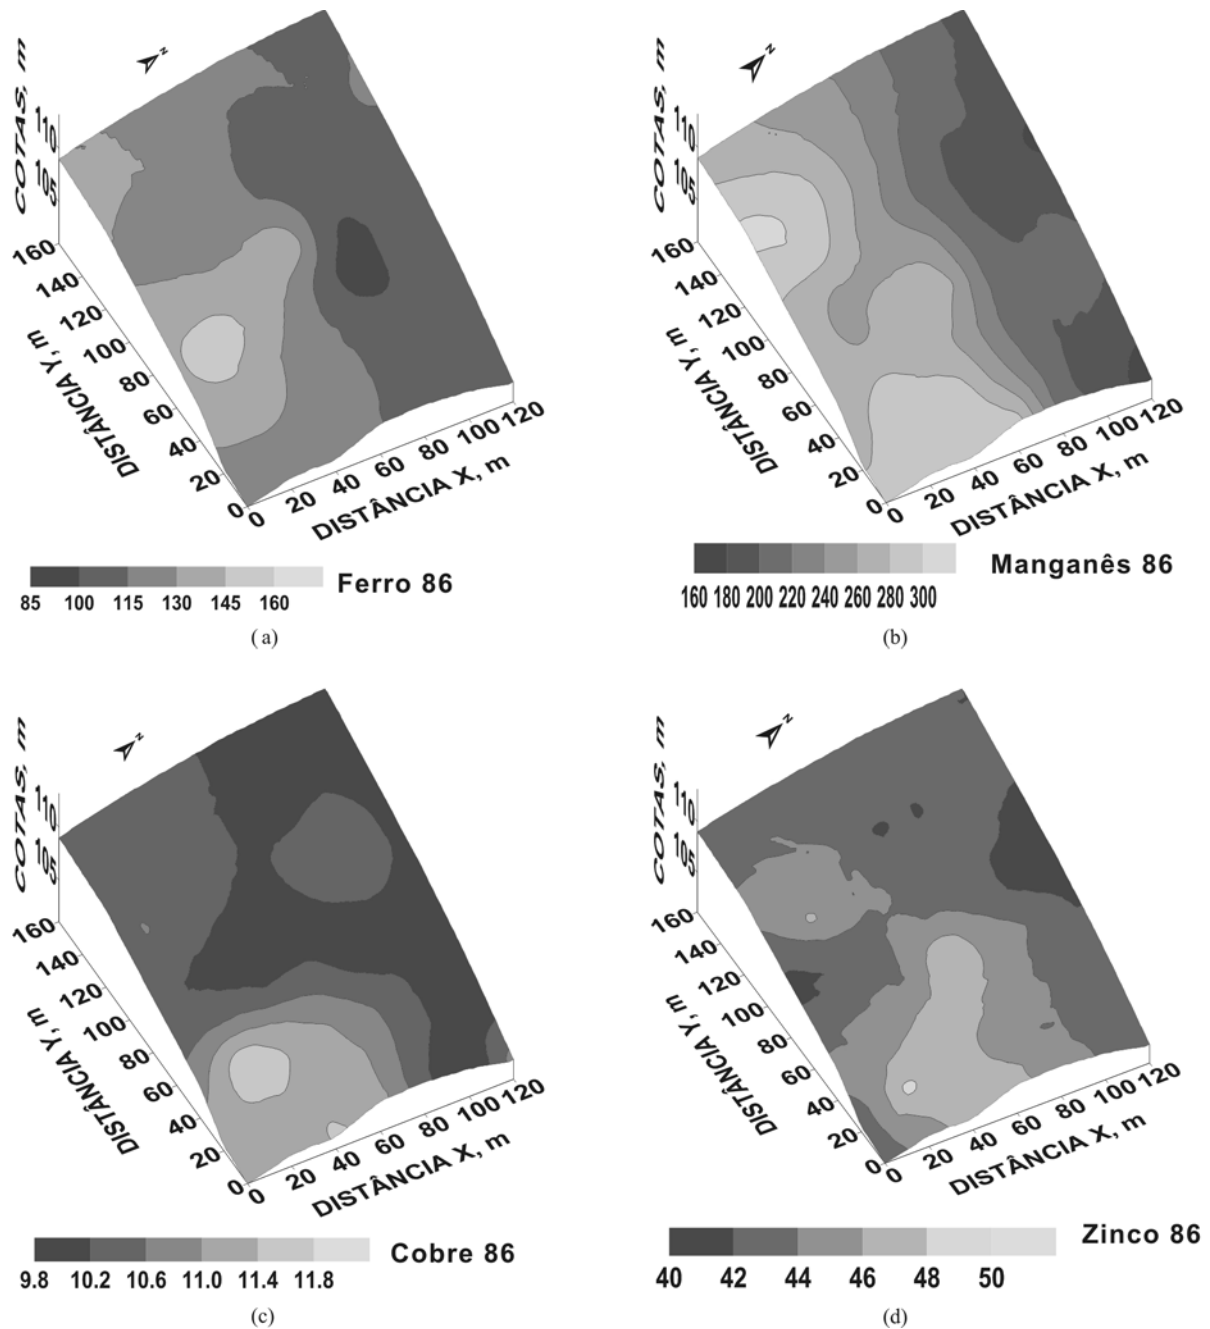 COTAS, m
110
105
160
140
120
100
80
60
40
20
0
DISTÂNCIA Y, m
0
20
40
60
80
100
120
DISTÂNCIA X, m
N
85 100 115 130 145 160
Ferro 86
(a)
COTAS, m
110
105
160
140
120
100
80
60
40
20
0
DISTÂNCIA Y, m
0
20
40
60
80
100
120
DISTÂNCIA X, m
N
160 180 200 220 240 260 280 300
Manganês 86
(b)
COTAS, m
110
105
160
140
120
100
80
60
40
20
0
DISTÂNCIA Y, m
0
20
40
60
80
100
120
DISTÂNCIA X, m
N
9.8 10.2 10.6 11.0 11.4 11.8
Cobre 86
(c)
COTAS, m
110
105
160
140
120
100
80
60
40
20
0
DISTÂNCIA Y, m
0
20
40
60
80
100
120
DISTÂNCIA X, m
N
40 42 44 46 48 50
Zinco 86
(d)